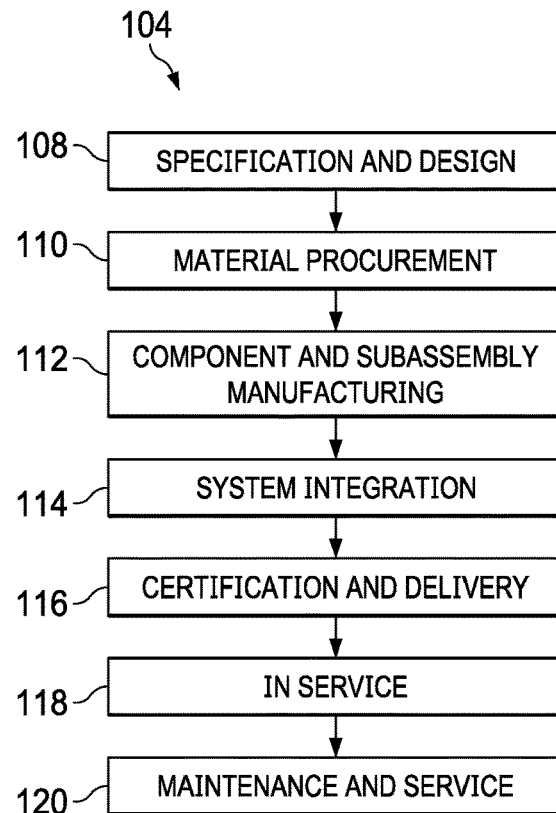 104
108
SPECIFICATION AND DESIGN
110
MATERIAL PROCUREMENT
112
COMPONENT AND SUBASSEMBLY
MANUFACTURING
114
SYSTEM INTEGRATION
116
CERTIFICATION AND DELIVERY
118
IN SERVICE
120
MAINTENANCE AND SERVICE